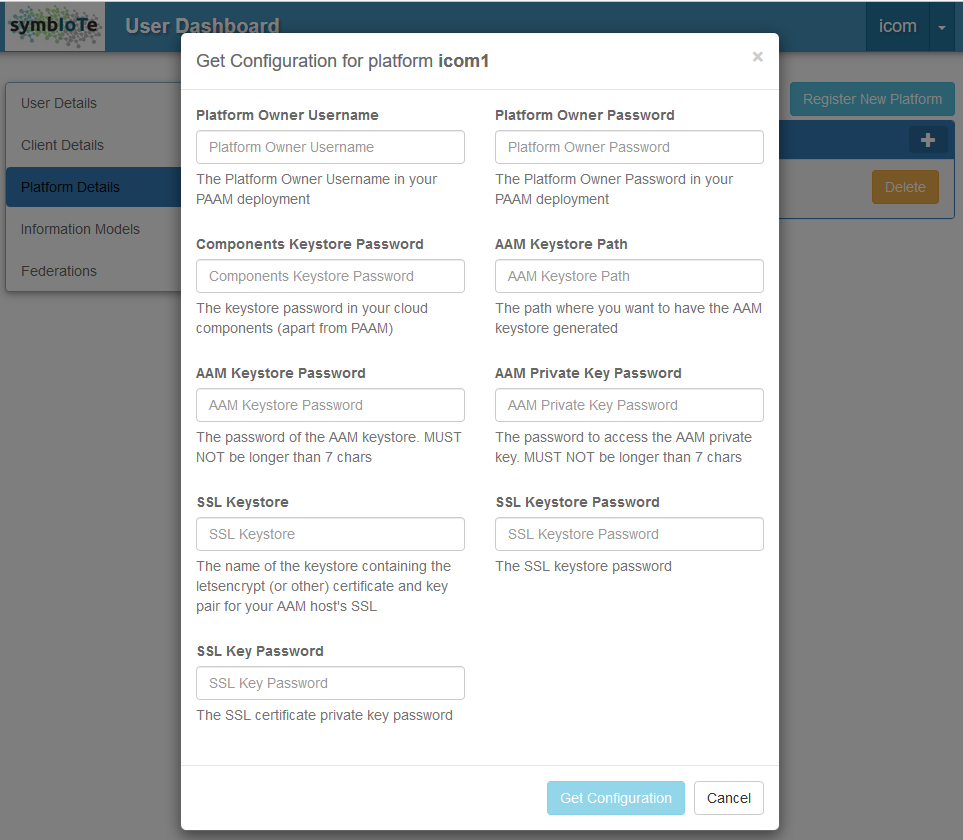 symbIoTe
User Dashboard
icom
User Details
Client Details
Platform Details
Information Models
Federations
Register New Platform
Delete
Get Configuration for platform icom1
×
Platform Owner Username
Platform Owner Password
Platform Owner Username
Platform Owner Password
The Platform Owner Username in your
PAAM deployment
The Platform Owner Password in your
PAAM deployment
Components Keystore Password
AAM Keystore Path
Components Keystore Password
AAM Keystore Path
The keystore password in your cloud
components (apart from PAAM)
The path where you want to have the AAM
keystore generated
AAM Keystore Password
AAM Private Key Password
AAM Keystore Password
AAM Private Key Password
The password of the AAM keystore. MUST
NOT be longer than 7 chars
The password to access the AAM private
key. MUST NOT be longer than 7 chars
SSL Keystore
SSL Keystore Password
SSL Keystore
SSL Keystore Password
The name of the keystore containing the
letsencrypt (or other) certificate and key
pair for your AAM host's SSL
The SSL keystore password
SSL Key Password
SSL Key Password
The SSL certificate private key password
Get Configuration
Cancel